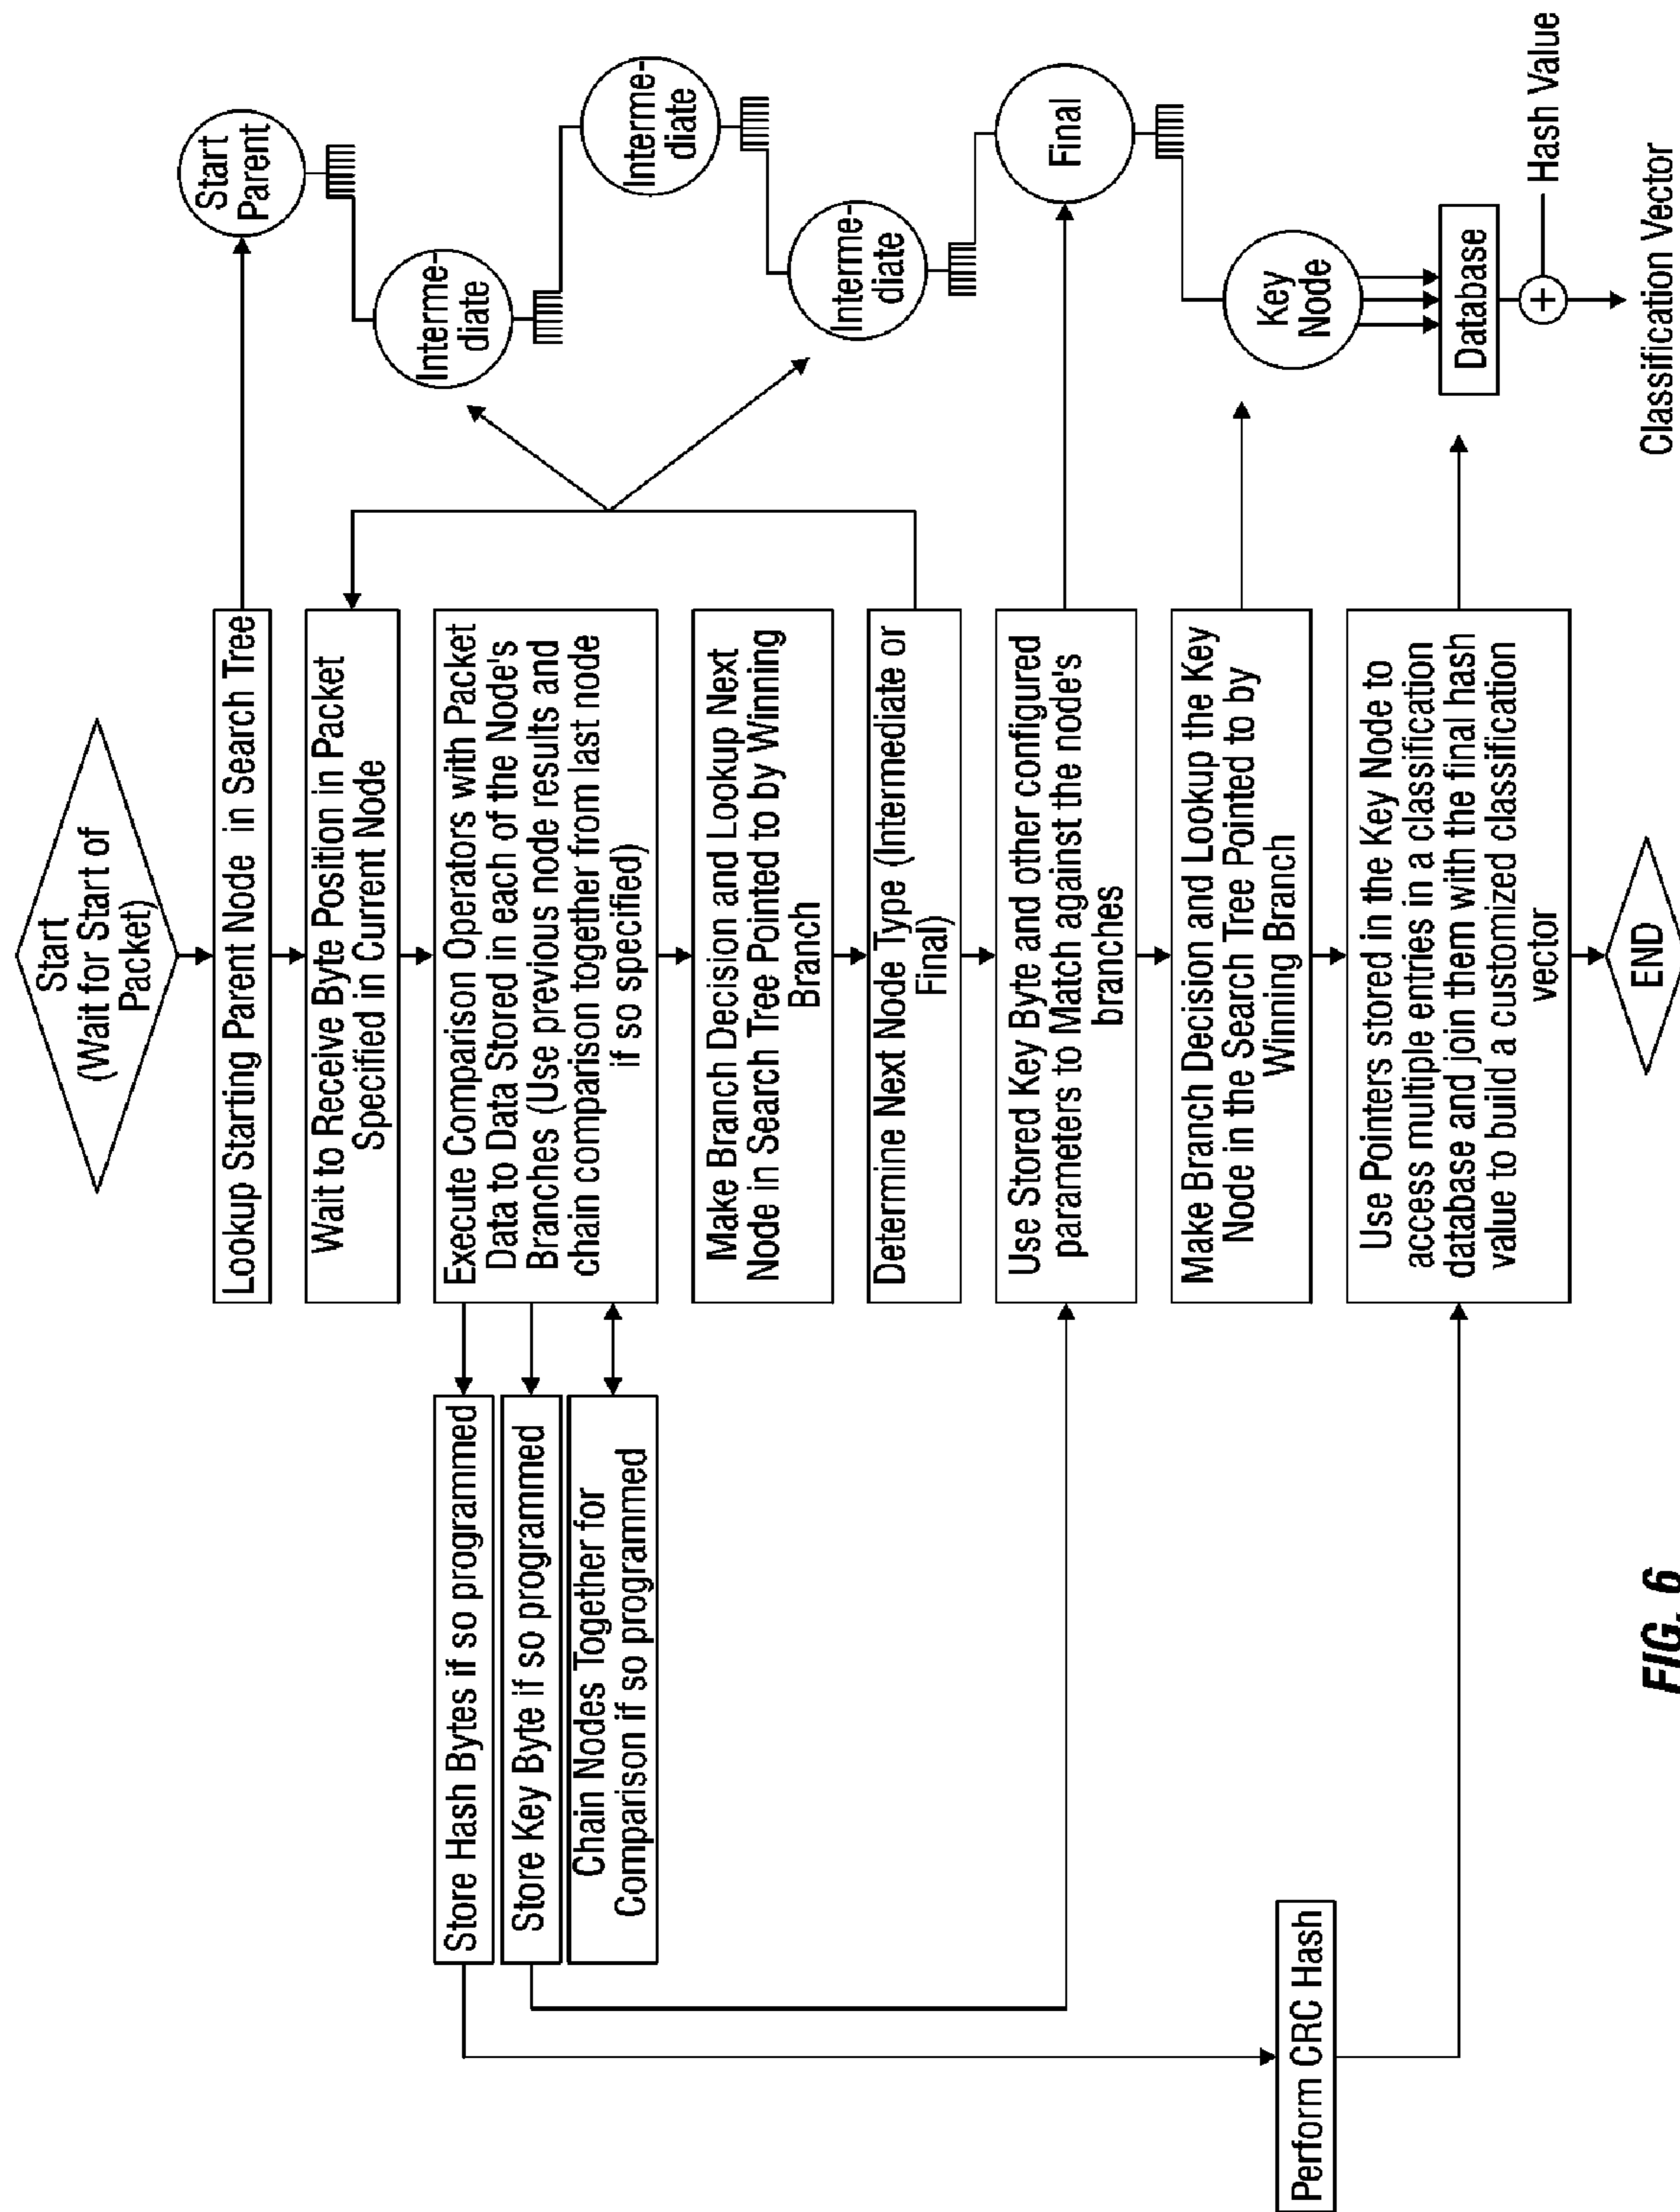 Start
(Wait for Start of
Packet)
Lookup Starting Parent Node in Search Tree
Wait to Receive Byte Position in Packet
Specified in Current Node
Execute Comparison Operators with Packet
Data to Data Stored in each of the Node's
Branches (Use previous node results and
chain comparison together from last node
if so specified)
Make Branch Decision and Lookup Next
Node in Search Tree Pointed to by Winning
Branch
Determine Next Node Type (Intermediate or
Final)
Use Stored Key Byte and other configured
parameters to Match against the node's
branches
Make Branch Decision and Lookup the Key
Node in the Search Tree Pointed to by
Winning Branch
Use Pointers stored in the Key Node to
access multiple entries in a classification
database and join them with the final hash
value to build a customized classification
vector
END
Store Hash Bytes if so programmed
Store Key Byte if so programmed
Chain Nodes Together for
Comparison if so programmed
Perform CRC Hash
Start
Parent
Interme-
diate
Interme-
diate
Interme-
diate
Final
Key
Node
Database
+
Hash Value
Classification Vector
FIG. 6